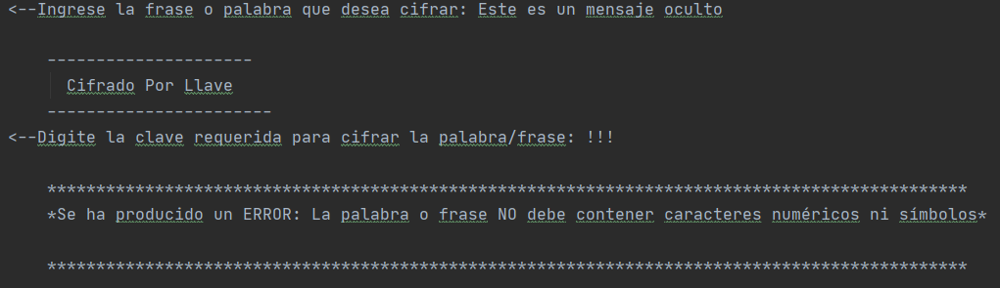 <--Ingrese la frase o palabra que desea cifrar: Este es un mensaje oculto
---------------------
Cifrado Por Llave
-----------------------
<--Digite la clave requerida para cifrar la palabra/frase: !!!
**********************************************************************************************
*Se ha producido un ERROR: La palabra o frase NO debe contener caracteres numéricos ni símbolos*
**********************************************************************************************